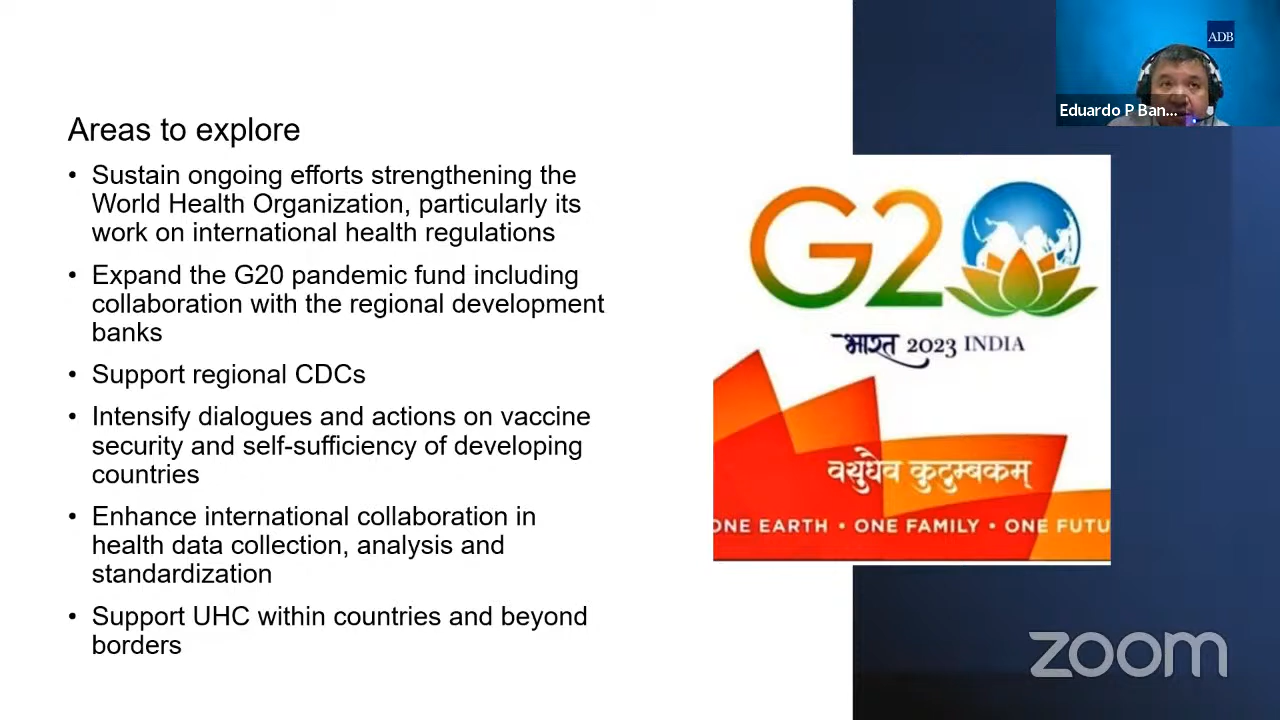 ADB
Eduardo P Ban...
Areas to explore
• Sustain ongoing efforts strengthening the
World Health Organization, particularly its
work on international health regulations
• Expand the G20 pandemic fund including
collaboration with the regional development
banks
• Support regional CDCs
• Intensify dialogues and actions on vaccine
security and self-sufficiency of developing
countries
• Enhance international collaboration in
health data collection, analysis and
standardization
• Support UHC within countries and beyond
borders
G20
भारत 2023 INDIA
वसुधैव कुटुम्बकम्
ONE EARTH • ONE FAMILY • ONE FUTU
zoom